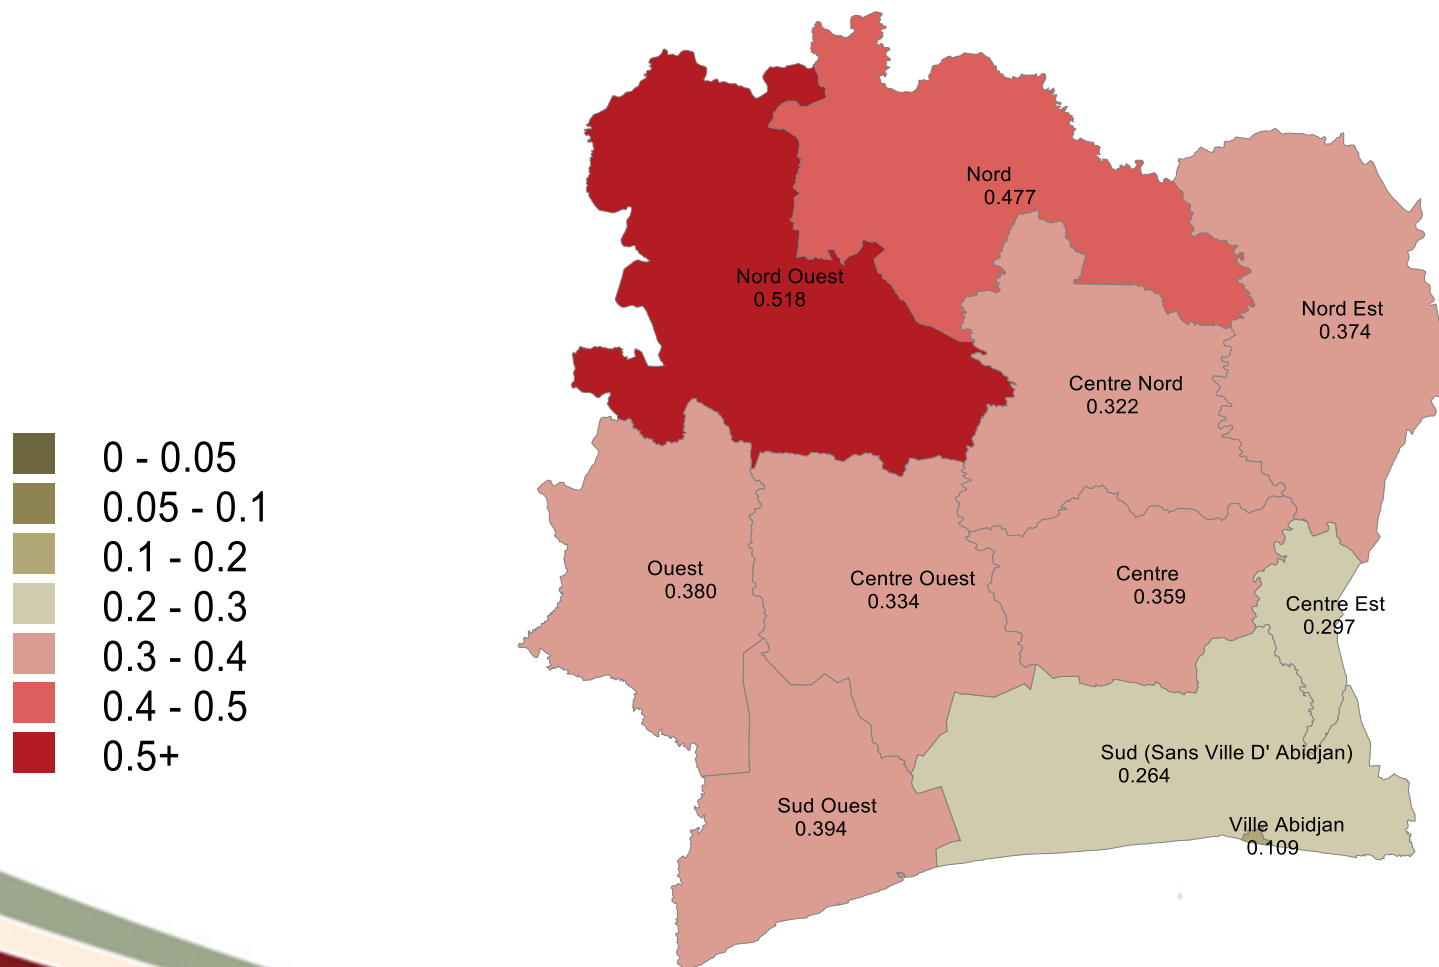 Nord
0.477
Nord Ouest
0.518
Nord Est
0.374
Centre Nord
0.322
0 - 0.05
0.05 - 0.1
0.1 - 0.2
0.2 - 0.3
0.3 - 0.4
0.4 - 0.5
0.5+
Ouest
0.380
Centre Ouest
0.334
Centre
0.359
Centre Est
0.297
Sud (Sans Ville D' Abidjan)
0.264
Sud Ouest
0.394
Ville Abidjan
0.109